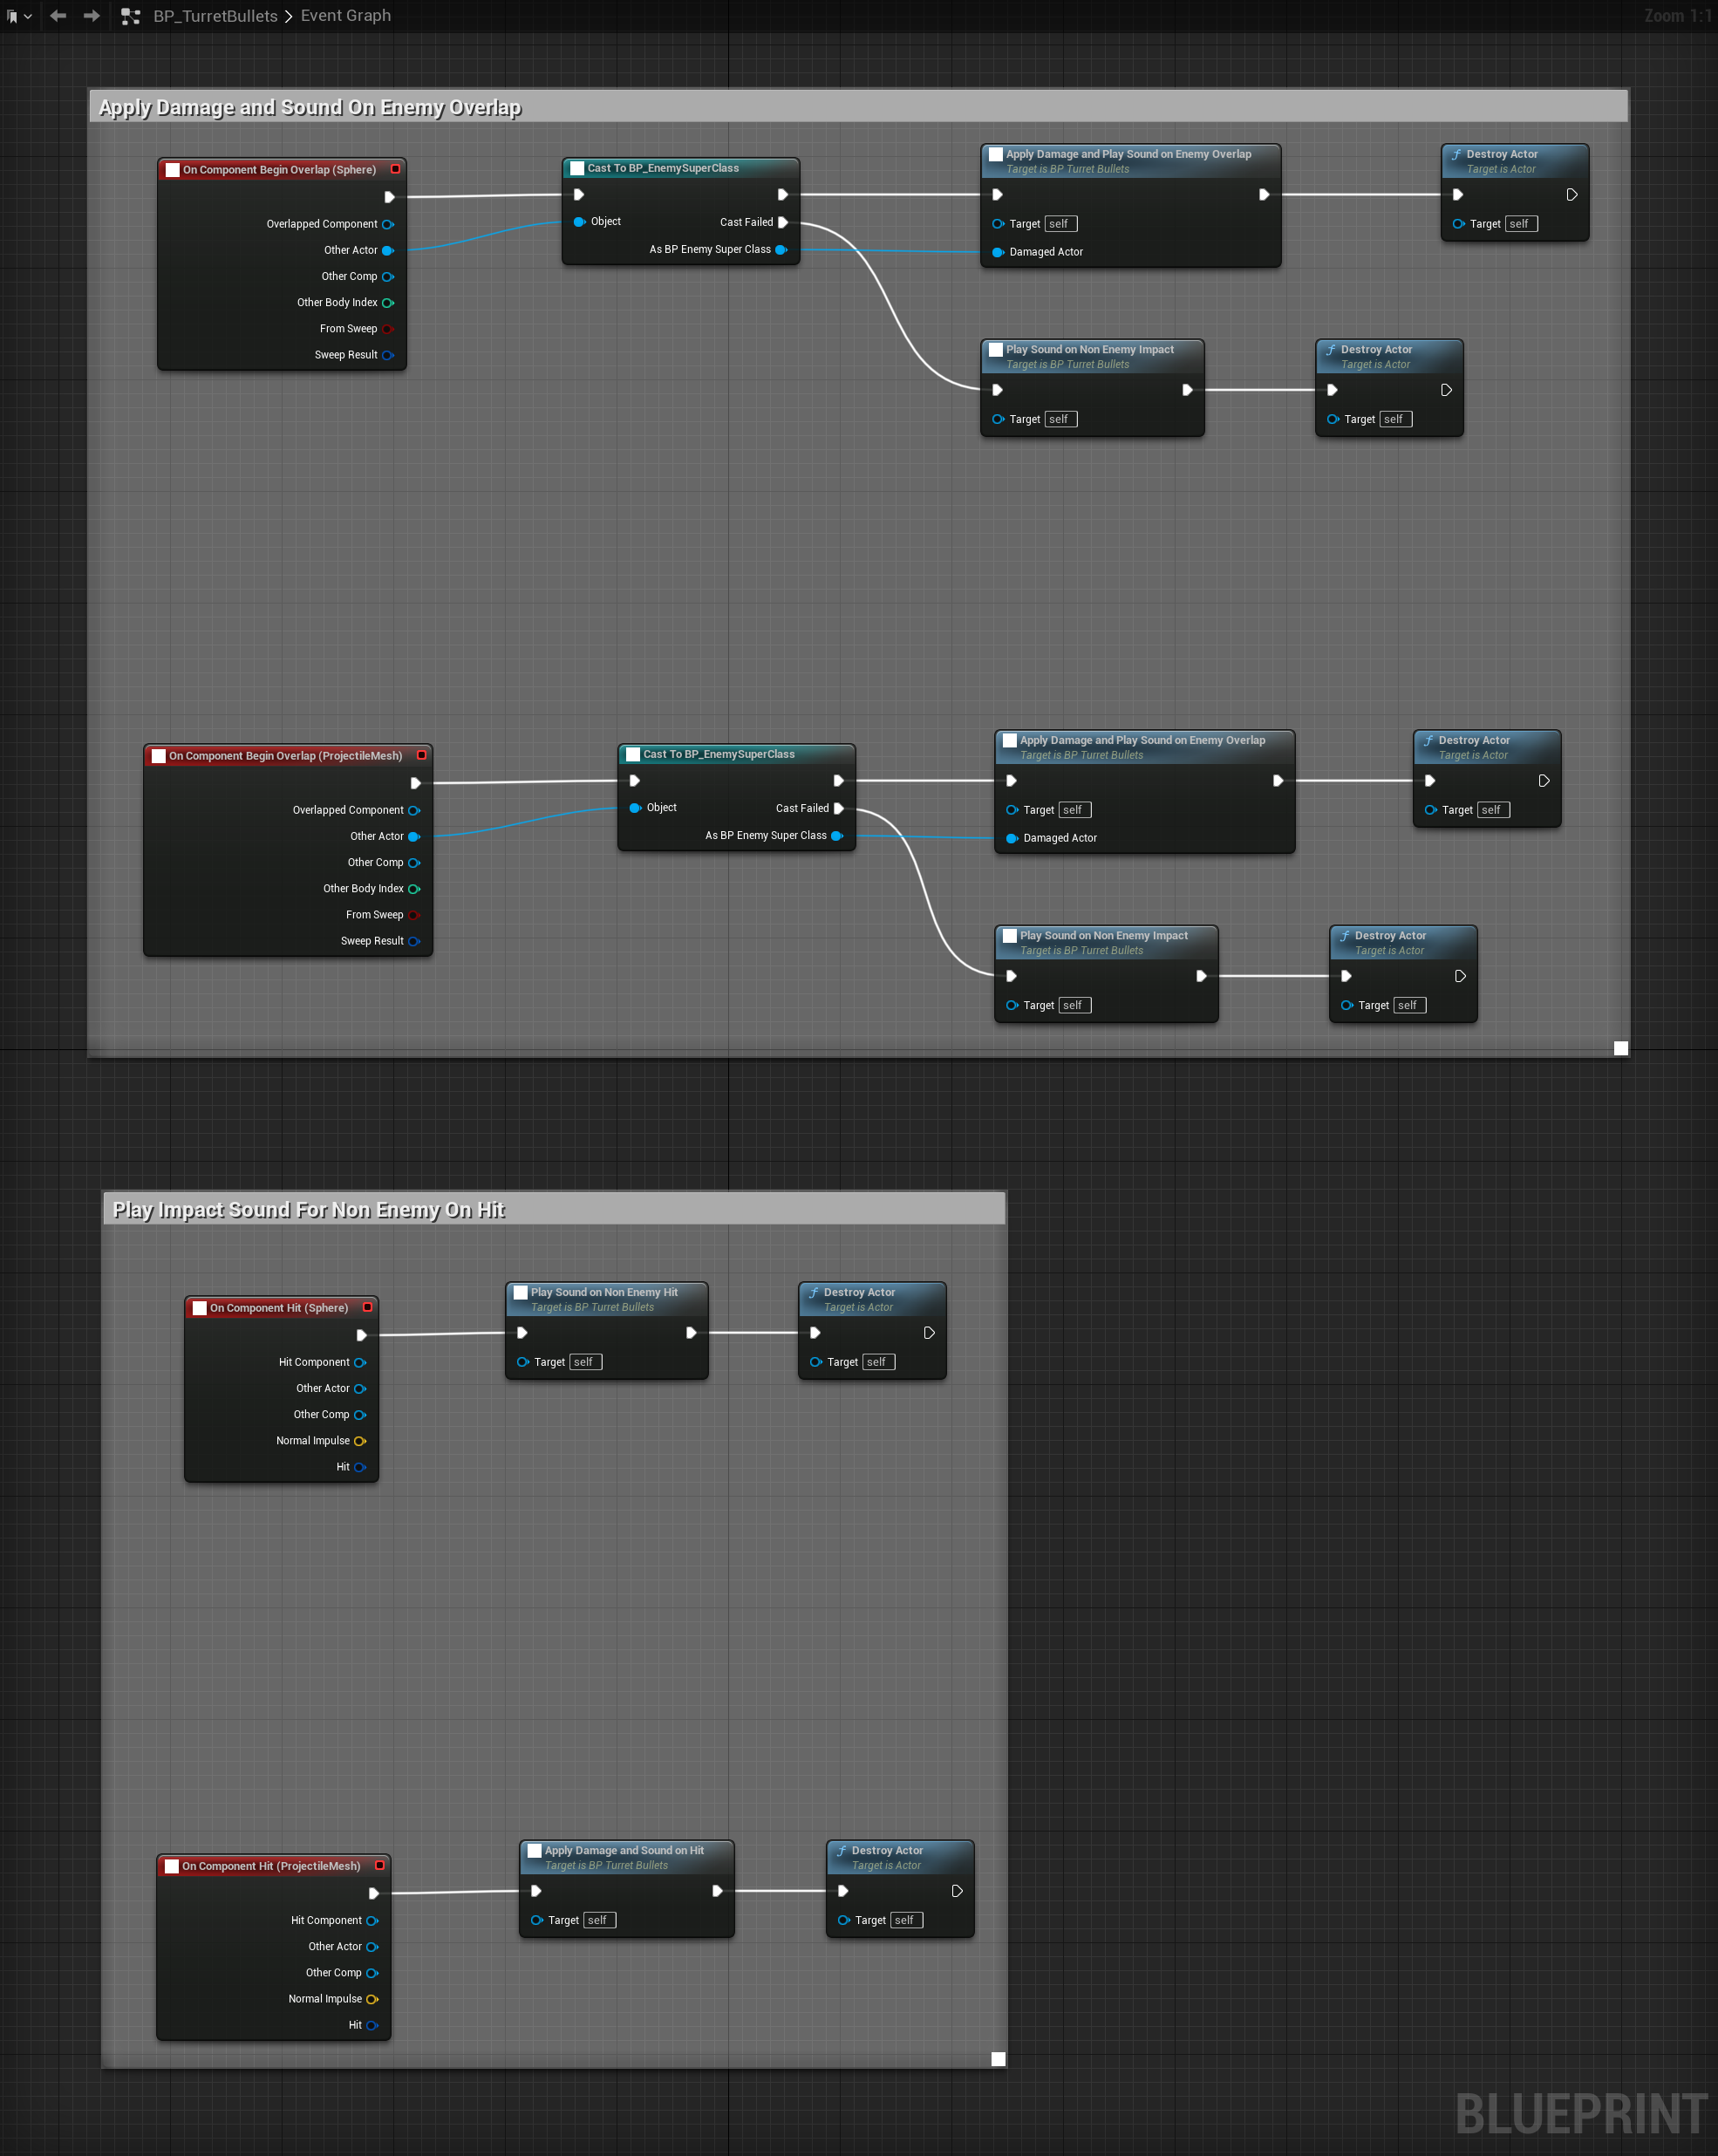 BP_TurretBullets > Event Graph
Zoom 1:1
Apply Damage and Sound On Enemy Overlap
On Component Begin Overlap (Sphere)
Overlapped Component
Other Actor
Other Comp
Other Body Index
From Sweep
Sweep Result
Cast To BP_EnemySuperClass
Object
Cast Failed
As BP Enemy Super Class
Apply Damage and Play Sound on Enemy Overlap
Target is BP Turret Bullets
Target self
Damaged Actor
Destroy Actor
Target is Actor
Target self
Play Sound on Non Enemy Impact
Target is BP Turret Bullets
Target self
Destroy Actor
Target is Actor
Target self
On Component Begin Overlap (ProjectileMesh)
Overlapped Component
Other Actor
Other Comp
Other Body Index
From Sweep
Sweep Result
Cast To BP_EnemySuperClass
Object
Cast Failed
As BP Enemy Super Class
Apply Damage and Play Sound on Enemy Overlap
Target is BP Turret Bullets
Target self
Damaged Actor
Destroy Actor
Target is Actor
Target self
Play Sound on Non Enemy Impact
Target is BP Turret Bullets
Target self
Destroy Actor
Target is Actor
Target self
Play Impact Sound For Non Enemy On Hit
On Component Hit (Sphere)
Hit Component
Other Actor
Other Comp
Normal Impulse
Hit
Play Sound on Non Enemy Hit
Target is BP Turret Bullets
Target self
Destroy Actor
Target is Actor
Target self
On Component Hit (ProjectileMesh)
Hit Component
Other Actor
Other Comp
Normal Impulse
Hit
Apply Damage and Sound on Hit
Target is BP Turret Bullets
Target self
Destroy Actor
Target is Actor
Target self
BLUEPRINT